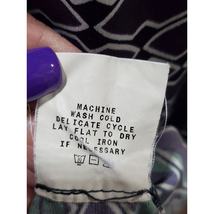 MACHINE
WASH COLD
DELICATE CYCLE
LAY FLAT TO DRY
COOL IRON
IF NECESSARY